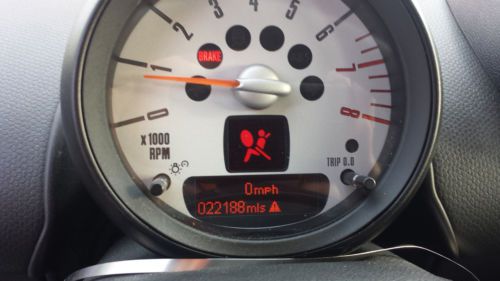 3 4 5
2 6
BRAKE
1 7
0 8
x 1000
RPM
TRIP 0.0
0mph
022188mls